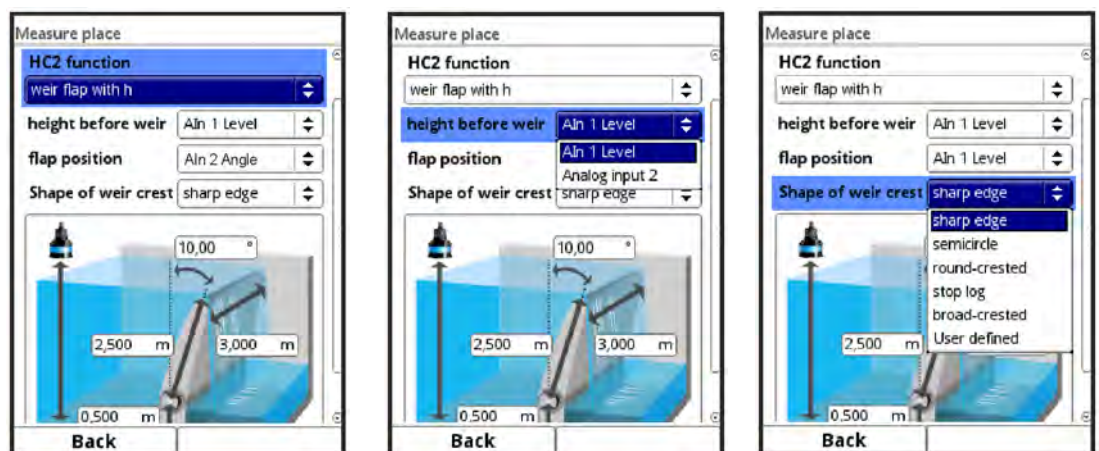 Measure place
HC2 function
weir flap with h
height before weir AIn 1 Level
flap position AIn 2 Angle
Shape of weir crest sharp edge
10,00 °
2,500 m
3,000 m
0,500 m
Back
Measure place
HC2 function
weir flap with h
height before weir AIn 1 Level
AIn 1 Level
flap position
Analog input 2
Shape of weir crest sharp edge
10,00 °
2,500 m
3,000 m
0,500 m
Back
Measure place
HC2 function
weir flap with h
height before weir AIn 1 Level
flap position AIn 1 Level
Shape of weir crest sharp edge
sharp edge
semicircle
round-crested
stop log
broad-crested
User defined
2,500 m
0,500 m
Back